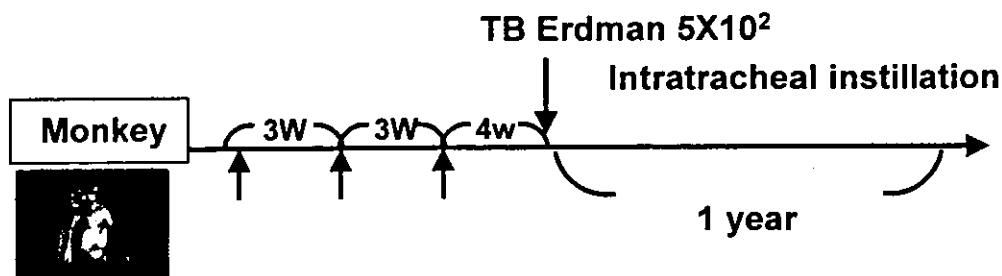 TB Erdman 5X10²
Intratracheal instillation
Monkey
3W 3W 4w
1 year